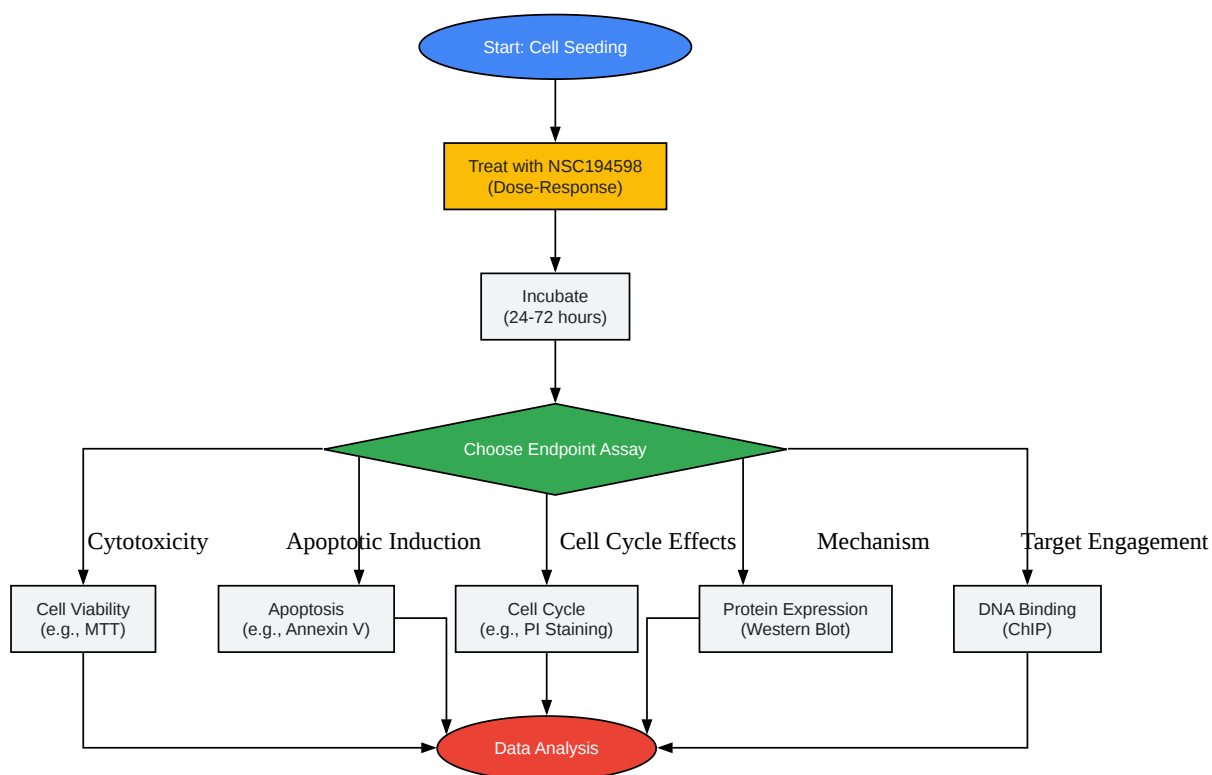 Start: Cell Seeding
Treat with NSC194598
(Dose-Response)
Incubate
(24-72 hours)
Choose Endpoint Assay
Cytotoxicity
Apoptotic Induction
Cell Cycle Effects
Mechanism
Target Engagement
Cell Viability
(e.g., MTT)
Apoptosis
(e.g., Annexin V)
Cell Cycle
(e.g., PI Staining)
Protein Expression
(Western Blot)
DNA Binding
(ChIP)
Data Analysis